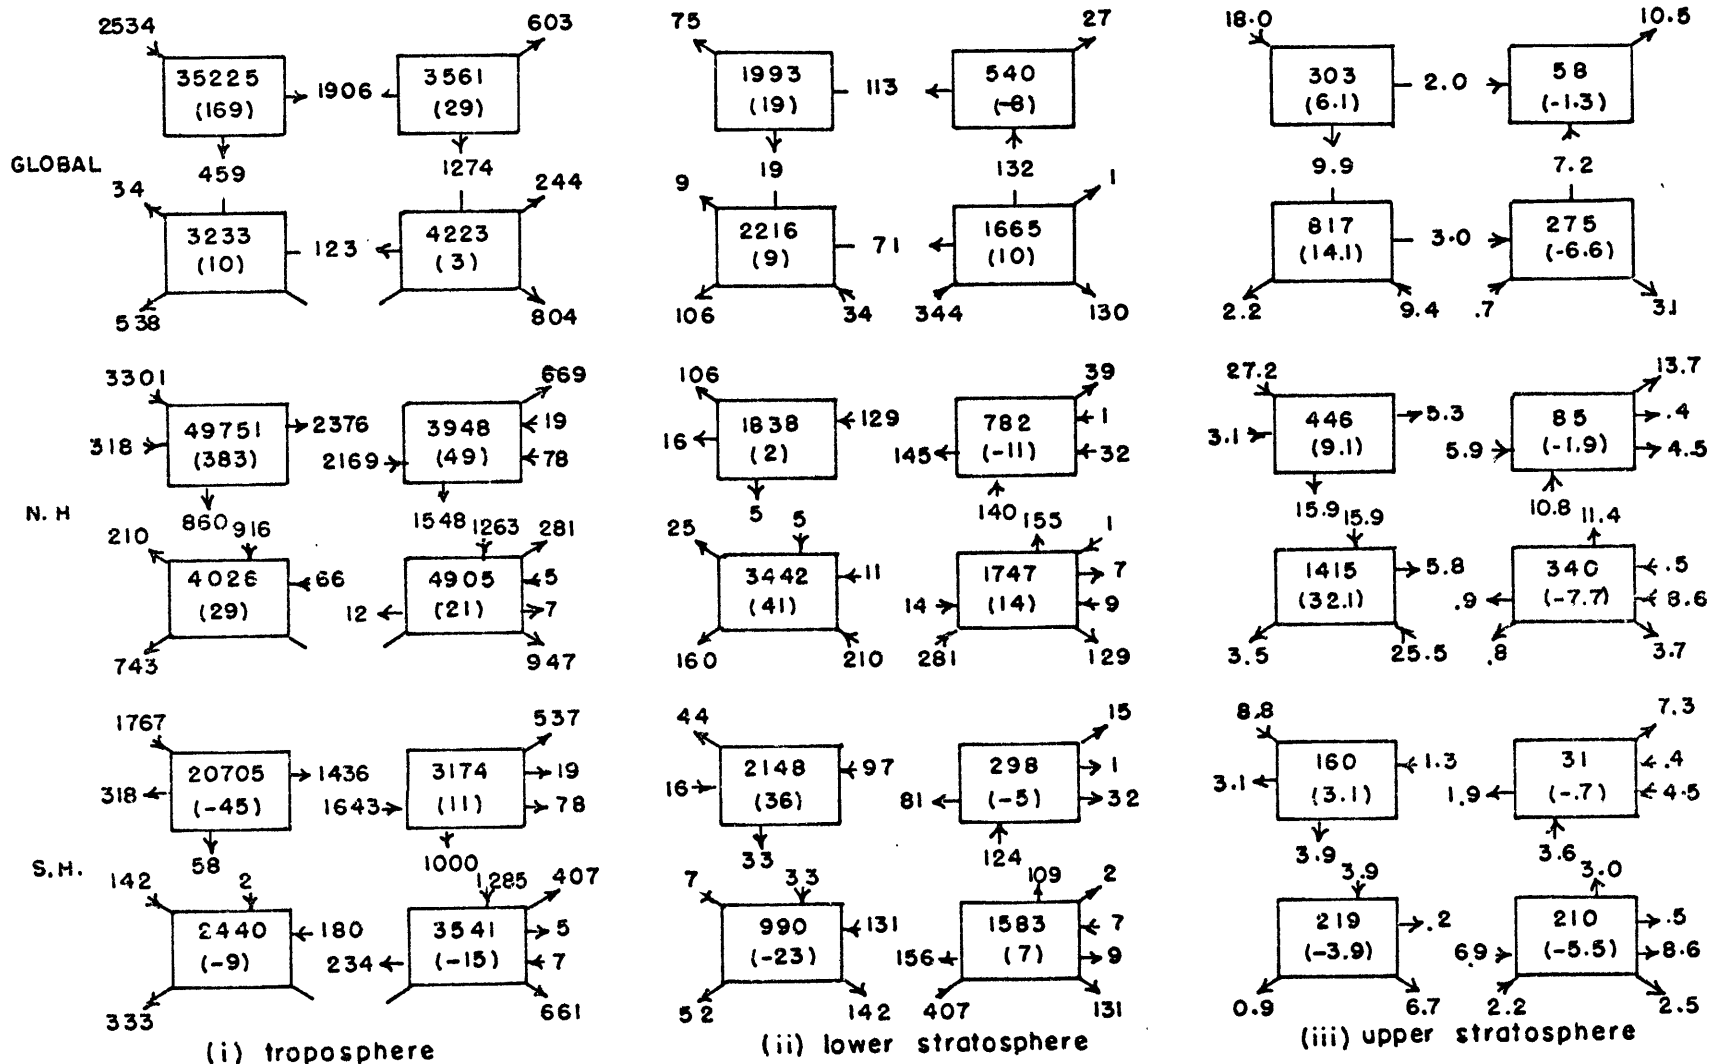 2534 603 75 27 18.0 10.5
35225 3561 1993 540 303 58
(169) 1906 (29) (19) 113 (-8) (6.1) 2.0 (-1.3)
GLOBAL 459 1274 19 132 9.9 7.2
34 244 9 1
3233 4223 2216 1665 817 275
(10) 123 (3) (9) 71 (10) (14.1) 3.0 (-6.6)
538 804 106 34 344 130 2.2 9.4 .7 3.1
3301 669 106 39 27.2 13.7
49751 2376 3948 19 1838 129 782 1 446 5.3 85 .4
318 (383) 2169 (49) 78 16 (2) 145 (-11) 32 3.1 (9.1) 5.9 (-1.9) 4.5
N.H 860 916 1548 1263 5 5 140 155 15.9 15.9 10.8 11.4
210 281 25 1
4026 66 4905 5 3442 11 1747 7 1415 5.8 340 .5
(29) 12 (21) 7 (41) 14 (14) 9 (32.1) .9 (-7.7) 8.6
743 947 160 210 281 129 3.5 25.5 .8 3.7
1767 537 44 15 8.8 7.3
20705 1436 3174 19 2148 97 298 1 160 1.3 31 .4
318 (-45) 1643 (11) 78 16 (36) 81 (-5) 32 3.1 (3.1) 1.9 (-.7) 4.5
S.H. 58 2 1000 1285 33 33 124 109 3.9 3.9 3.6 3.0
142 407 7 2
2440 180 3541 5 990 131 1583 7 219 .2 210 .5
(-9) 234 (-15) 7 (-23) 156 (7) 9 (-3.9) 6.9 (-5.5) 8.6
333 661 52 142 407 131 0.9 6.7 2.2 2.5
(i) troposphere (ii) lower stratosphere (iii) upper stratosphere